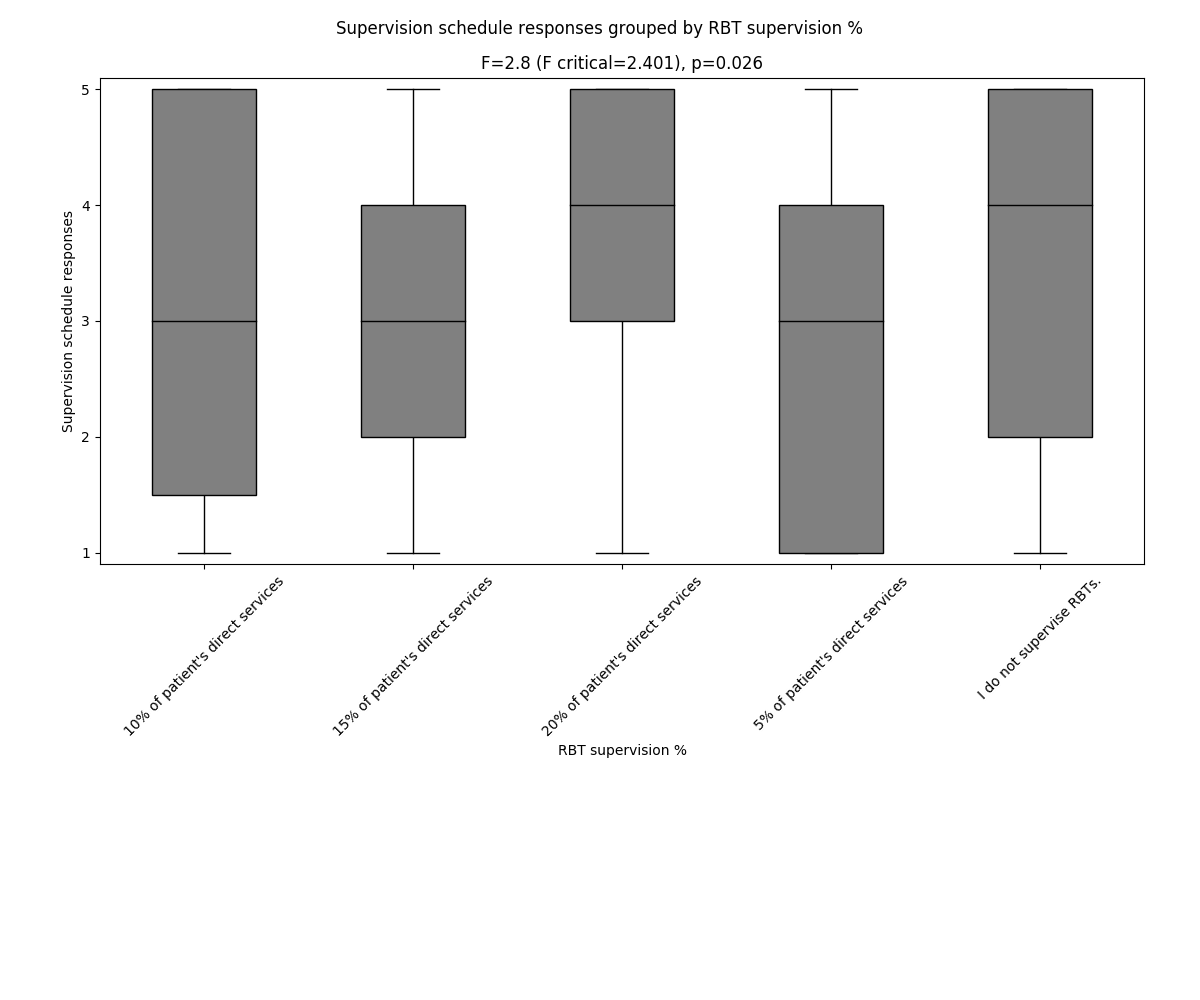 Supervision schedule responses grouped by RBT supervision %
F=2.8 (F critical=2.401), p=0.026
Supervision schedule responses
5
4
3
2
1
10% of patient's direct services
15% of patient's direct services
20% of patient's direct services
5% of patient's direct services
I do not supervise RBTs.
RBT supervision %